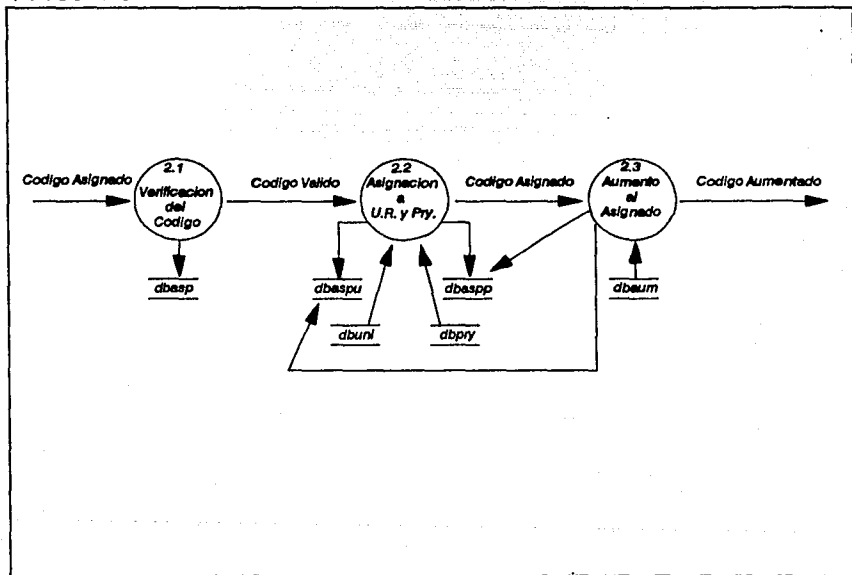 Codigo Asignado
2.1
Verificacion
del
Codigo
Codigo Valido
2.2
Asignacion
a
U.R. y Pry.
Codigo Asignado
2.3
Aumento
al
Asignado
Codigo Aumentado
dbasp
dbaspu
dbaspp
dbaum
dbuni
dbpry